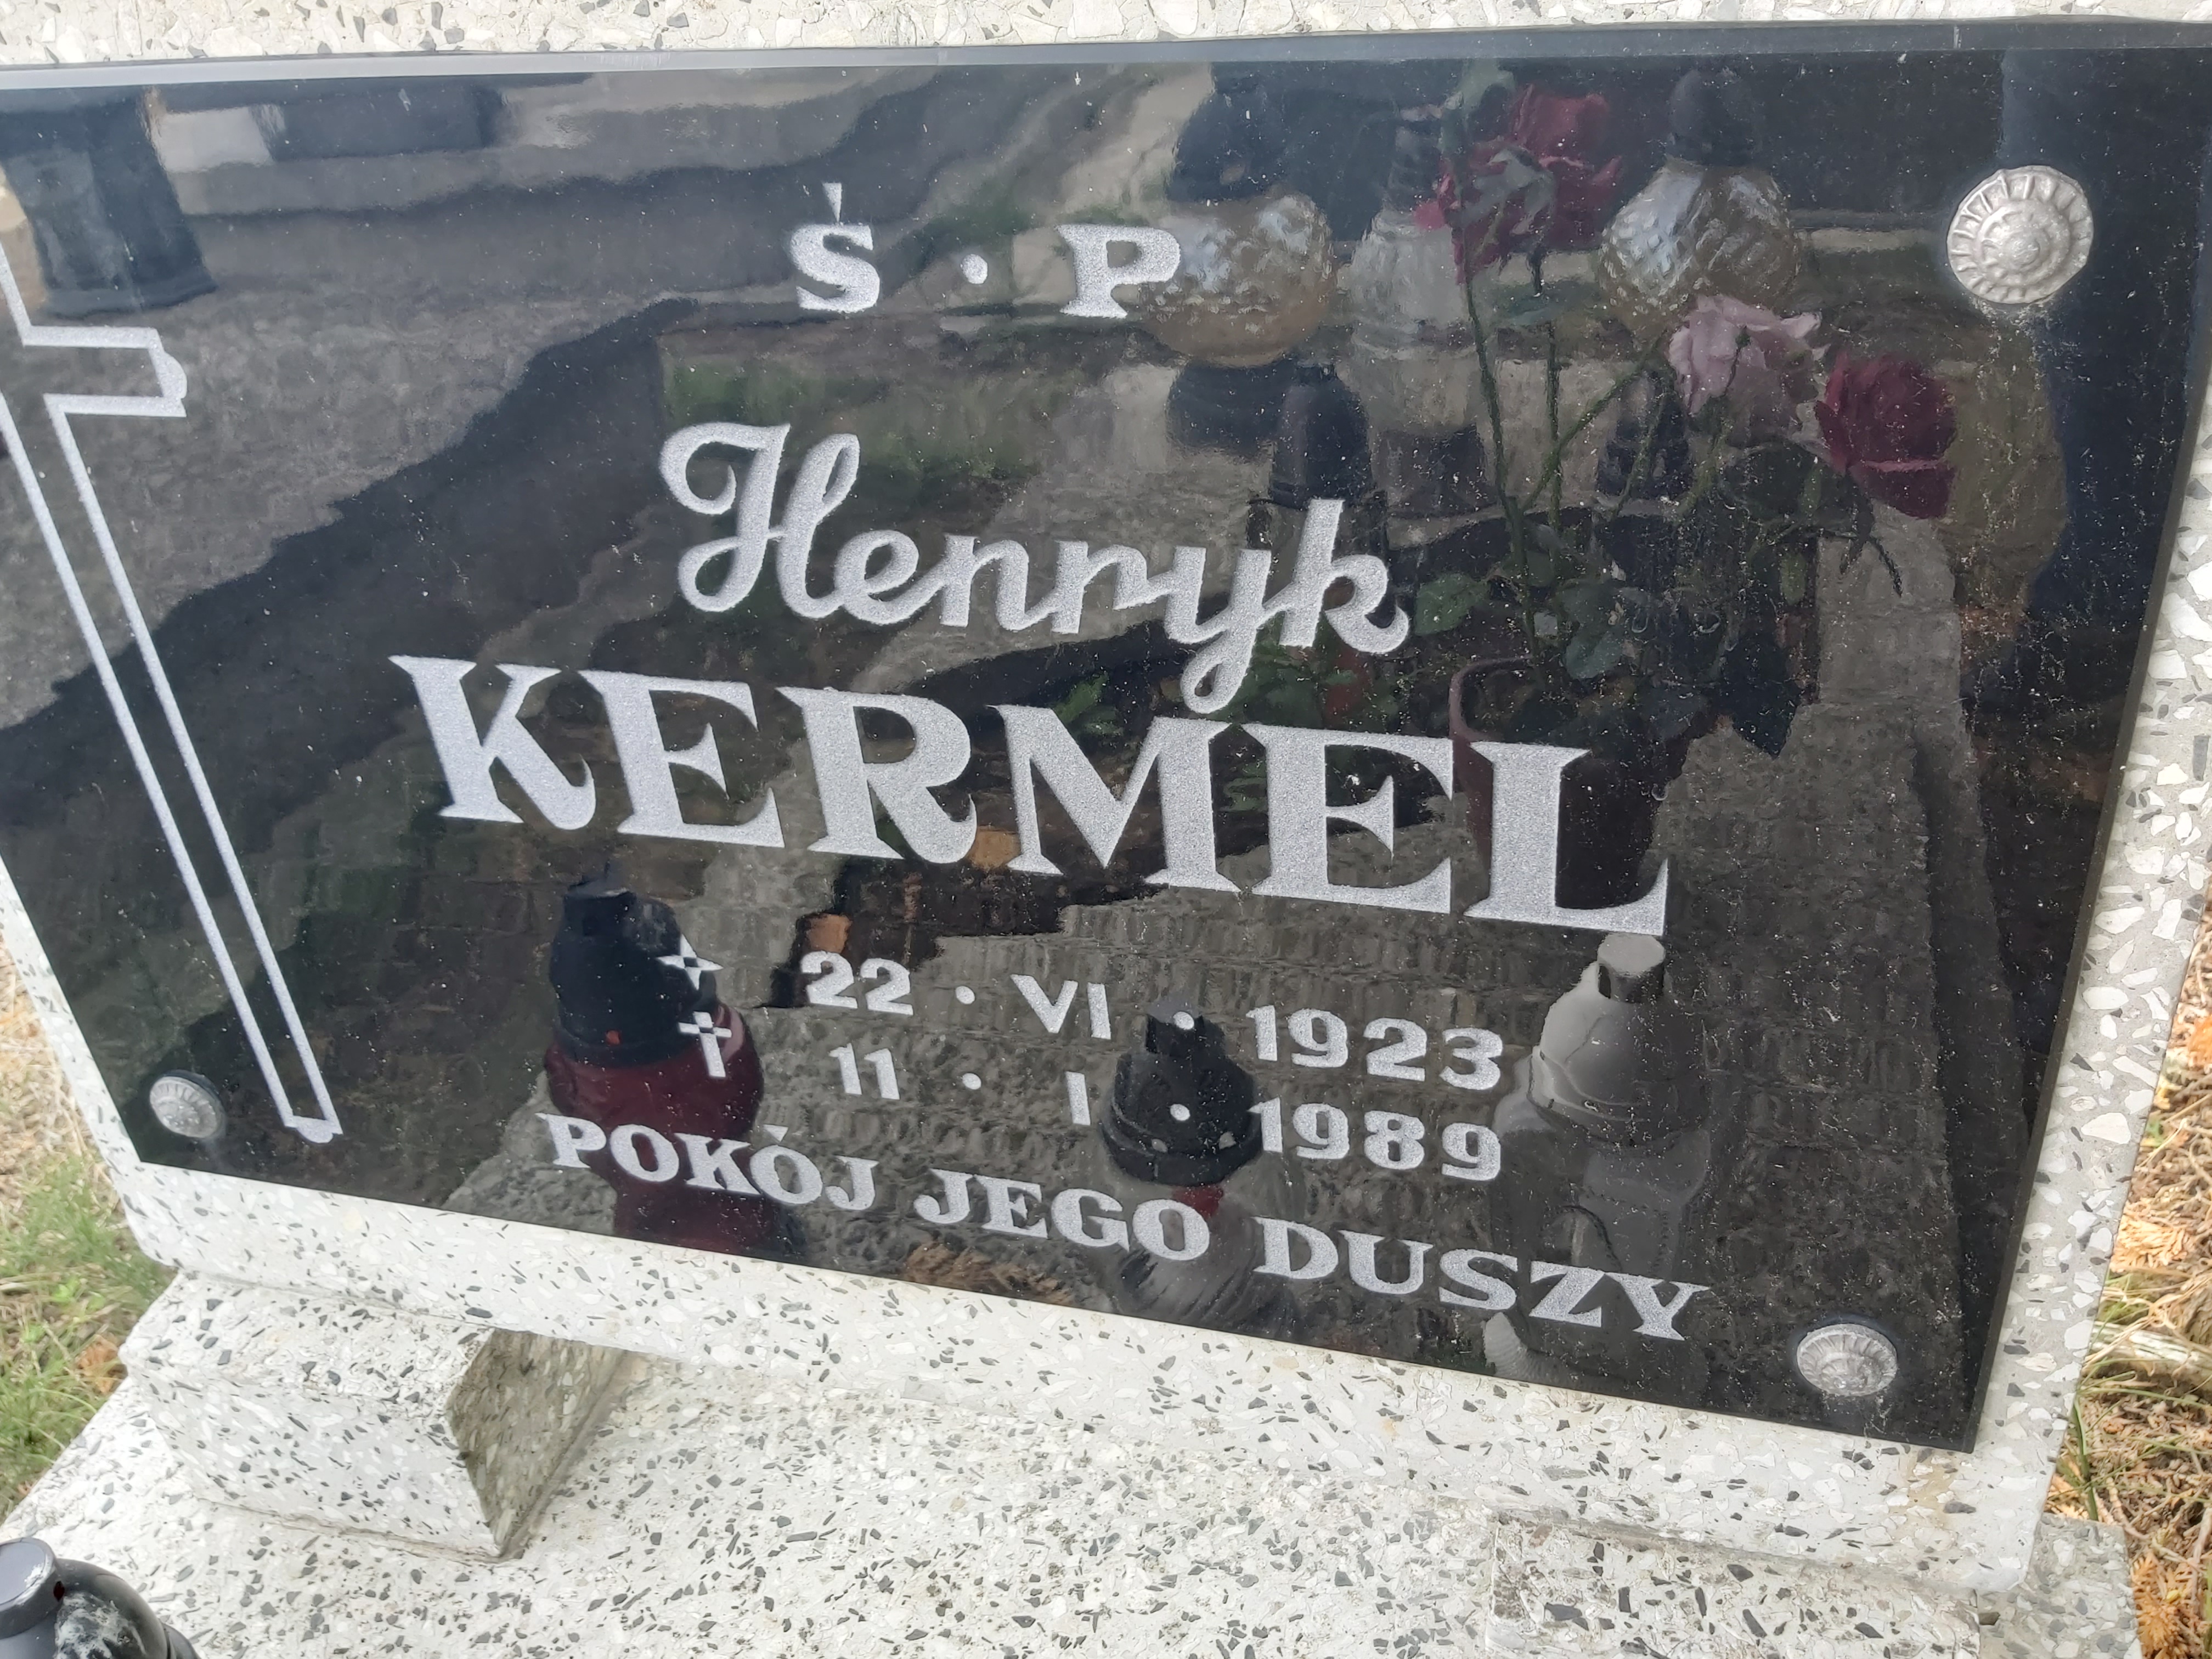 Ś · P
Henryk
KERMEL
22 · VI · 1923
† 11 · I · 1989
POKÓJ JEGO DUSZY